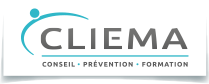 CLIEMA
CONSEIL • PRÉVENTION • FORMATION